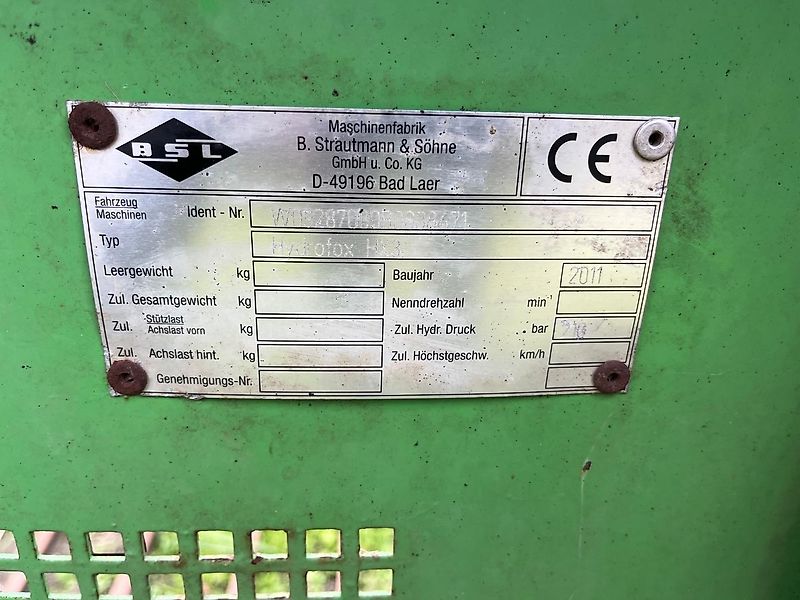 BSL
Maschinenfabrik
B. Strautmann & Söhne
GmbH u. Co. KG
D-49196 Bad Laer
CE
Fahrzeug
Maschinen
Ident - Nr.
Typ Hydrofox HX3
Leergewicht kg
Baujahr 2011
Zul. Gesamtgewicht kg
Nenndrehzahl min
Zul. Stützlast
Achslast vorn kg
Zul. Hydr. Druck bar
Zul. Achslast hint. kg
Zul. Höchstgeschw. km/h
Genehmigungs-Nr.